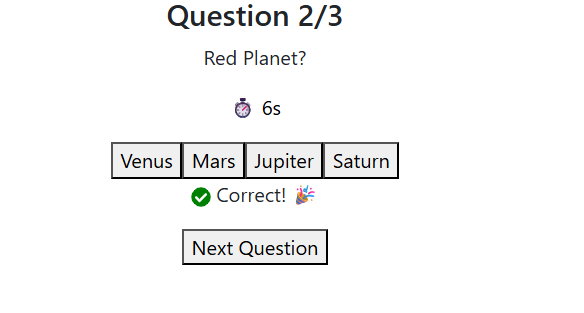 Question 2/3
Red Planet?
⏱️ 6s
Venus Mars Jupiter Saturn
✅ Correct! 🎉
Next Question